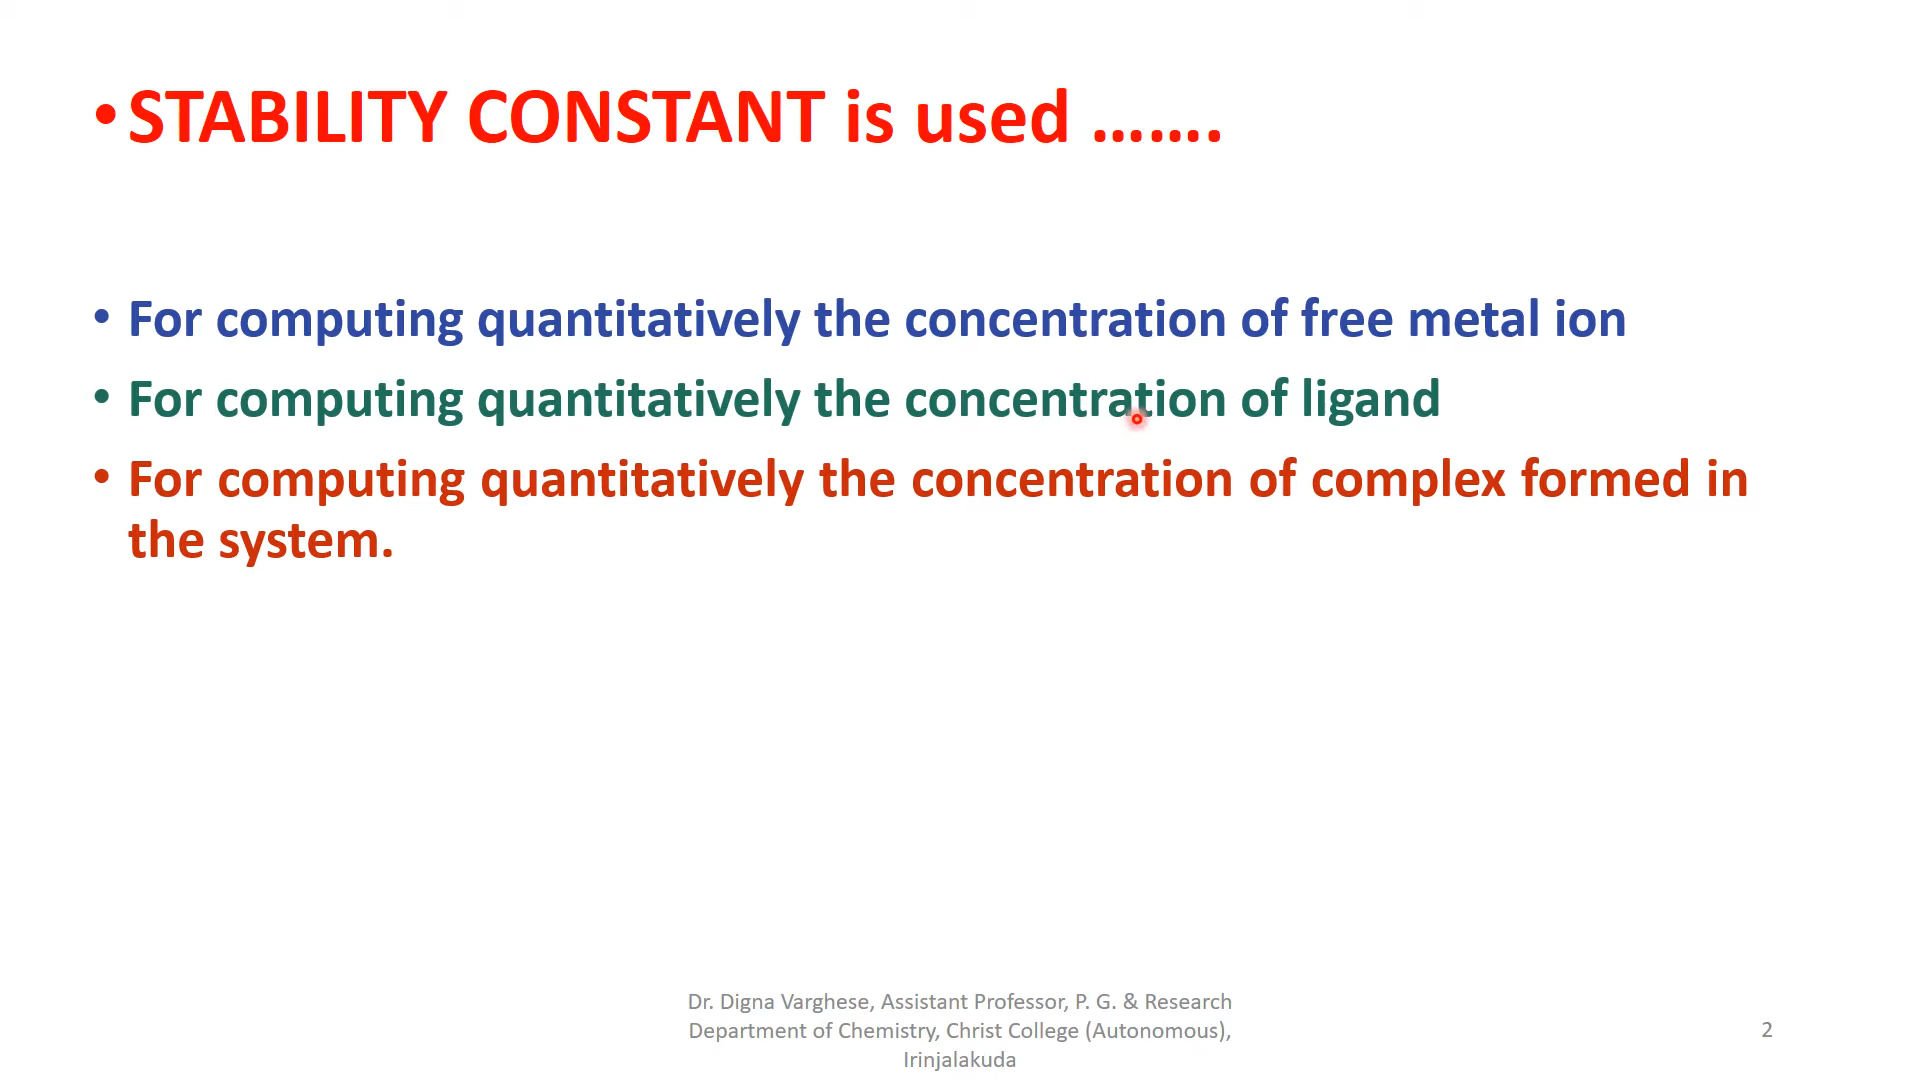 •STABILITY CONSTANT is used …….
• For computing quantitatively the concentration of free metal ion
• For computing quantitatively the concentration of ligand
• For computing quantitatively the concentration of complex formed in
the system.
Dr. Digna Varghese, Assistant Professor, P. G. & Research
Department of Chemistry, Christ College (Autonomous),
Irinjalakuda
2